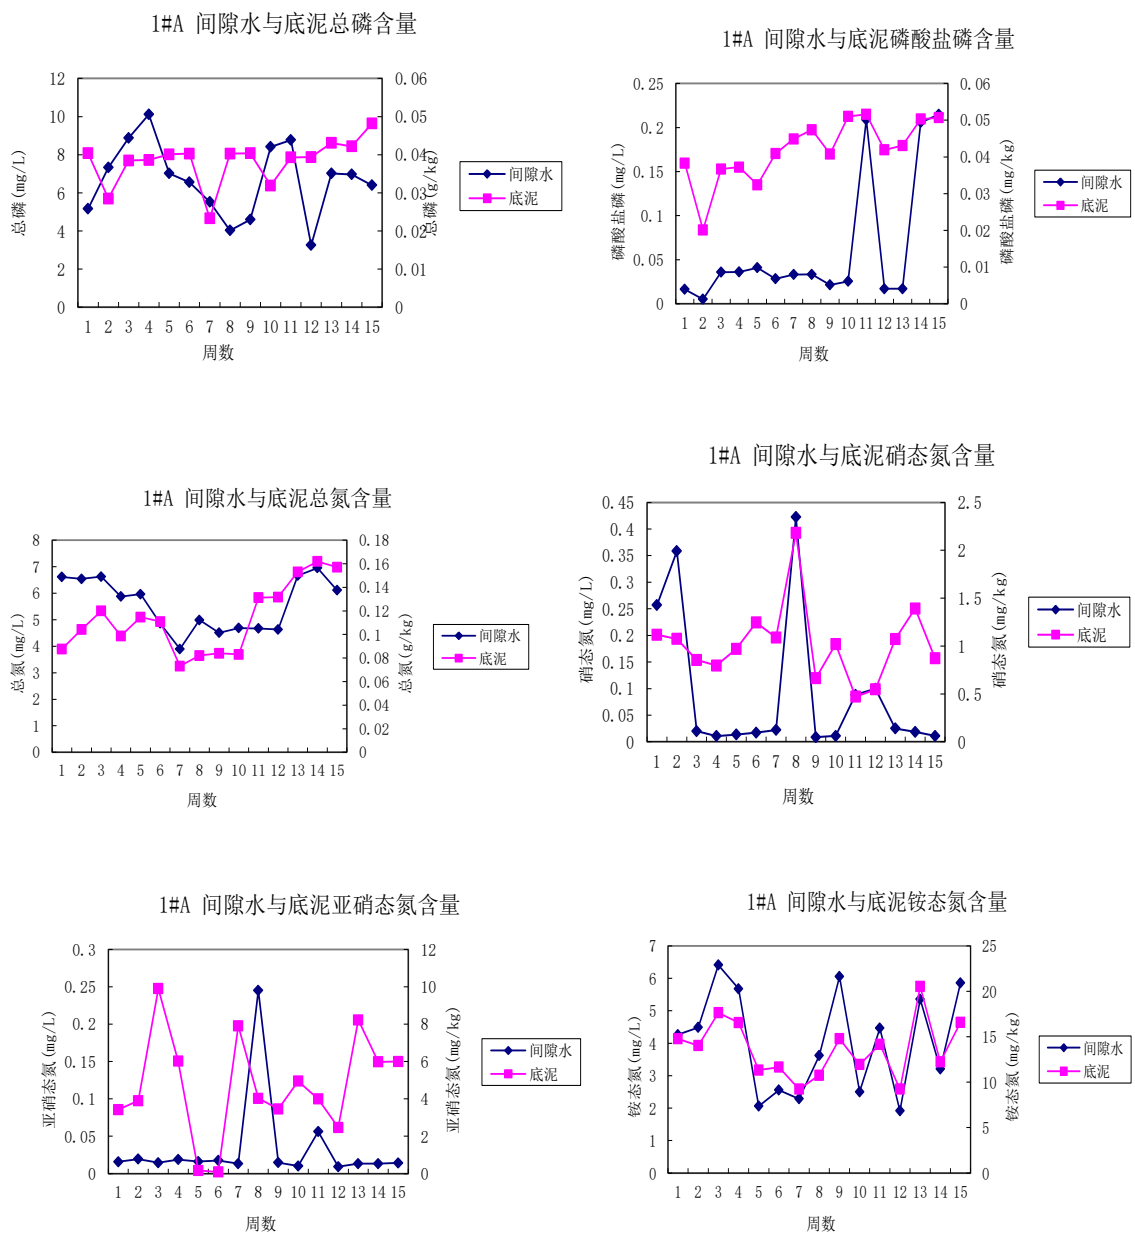 1#A 间隙水与底泥总磷含量
总磷(mg/L)
12
10
8
6
4
2
0
0.06
0.05
0.04
0.03
0.02
0.01
0
总磷(g/kg)
1 2 3 4 5 6 7 8 9 10 11 12 13 14 15
周数
间隙水
底泥
1#A 间隙水与底泥磷酸盐磷含量
磷酸盐磷(mg/L)
0.25
0.2
0.15
0.1
0.05
0
0.06
0.05
0.04
0.03
0.02
0.01
0
磷酸盐磷(mg/kg)
1 2 3 4 5 6 7 8 9 10 11 12 13 14 15
周数
间隙水
底泥
1#A 间隙水与底泥总氮含量
总氮(mg/L)
8
7
6
5
4
3
2
1
0
0.18
0.16
0.14
0.12
0.1
0.08
0.06
0.04
0.02
0
总氮(g/kg)
1 2 3 4 5 6 7 8 9 10 11 12 13 14 15
周数
间隙水
底泥
1#A 间隙水与底泥硝态氮含量
硝态氮(mg/L)
0.45
0.4
0.35
0.3
0.25
0.2
0.15
0.1
0.05
0
2.5
2
1.5
1
0.5
0
硝态氮(mg/kg)
1 2 3 4 5 6 7 8 9 10 11 12 13 14 15
周数
间隙水
底泥
1#A 间隙水与底泥亚硝态氮含量
亚硝态氮(mg/L)
0.3
0.25
0.2
0.15
0.1
0.05
0
12
10
8
6
4
2
0
亚硝态氮(mg/kg)
1 2 3 4 5 6 7 8 9 10 11 12 13 14 15
周数
间隙水
底泥
1#A 间隙水与底泥铵态氮含量
铵态氮(mg/L)
7
6
5
4
3
2
1
0
25
20
15
10
5
0
铵态氮(mg/kg)
1 2 3 4 5 6 7 8 9 10 11 12 13 14 15
周数
间隙水
底泥